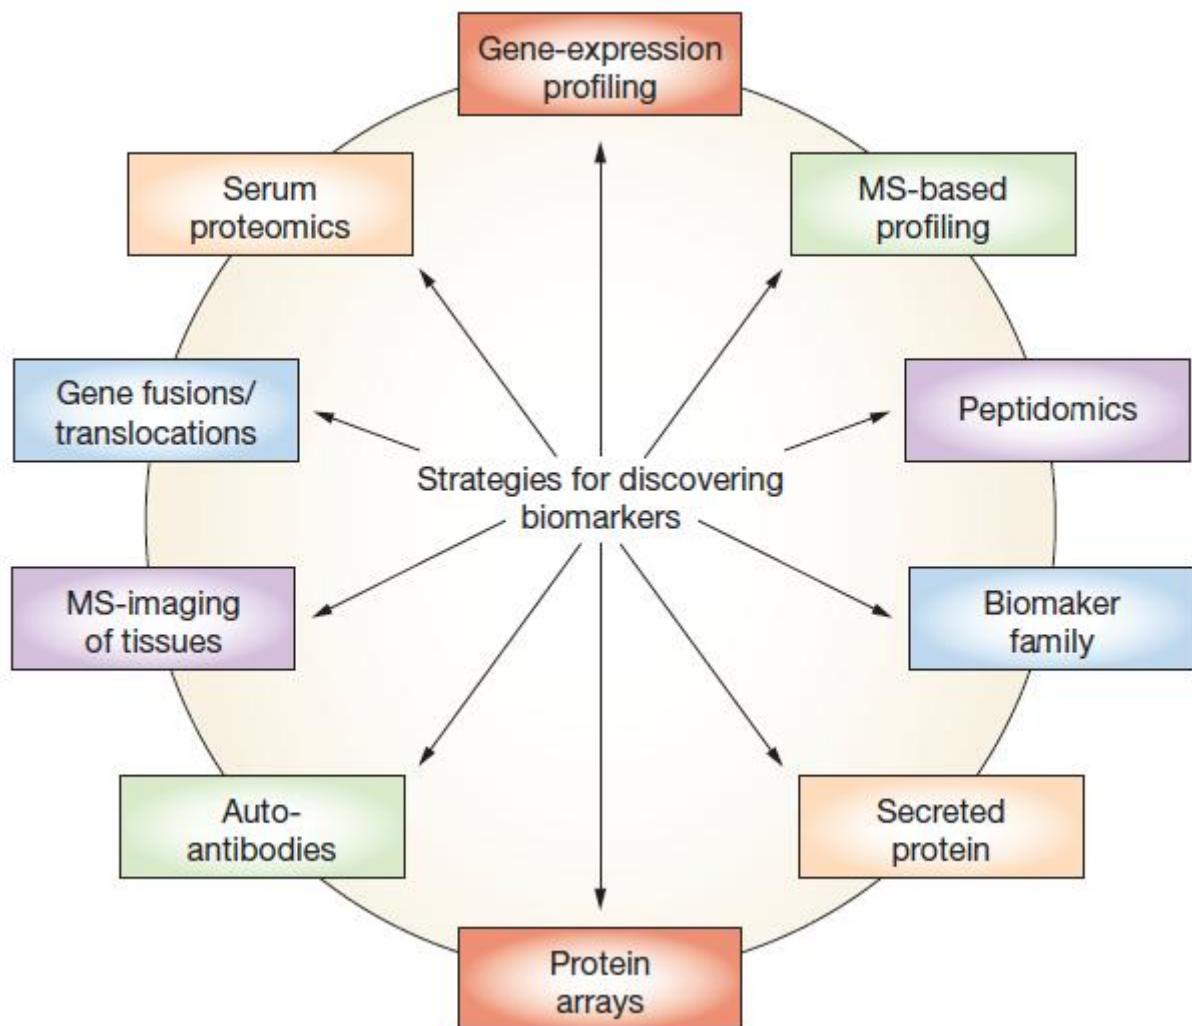 Gene-expression
profiling
Serum
proteomics
MS-based
profiling
Gene fusions/
translocations
Peptidomics
Strategies for discovering
biomarkers
MS-imaging
of tissues
Biomaker
family
Auto-
antibodies
Secreted
protein
Protein
arrays